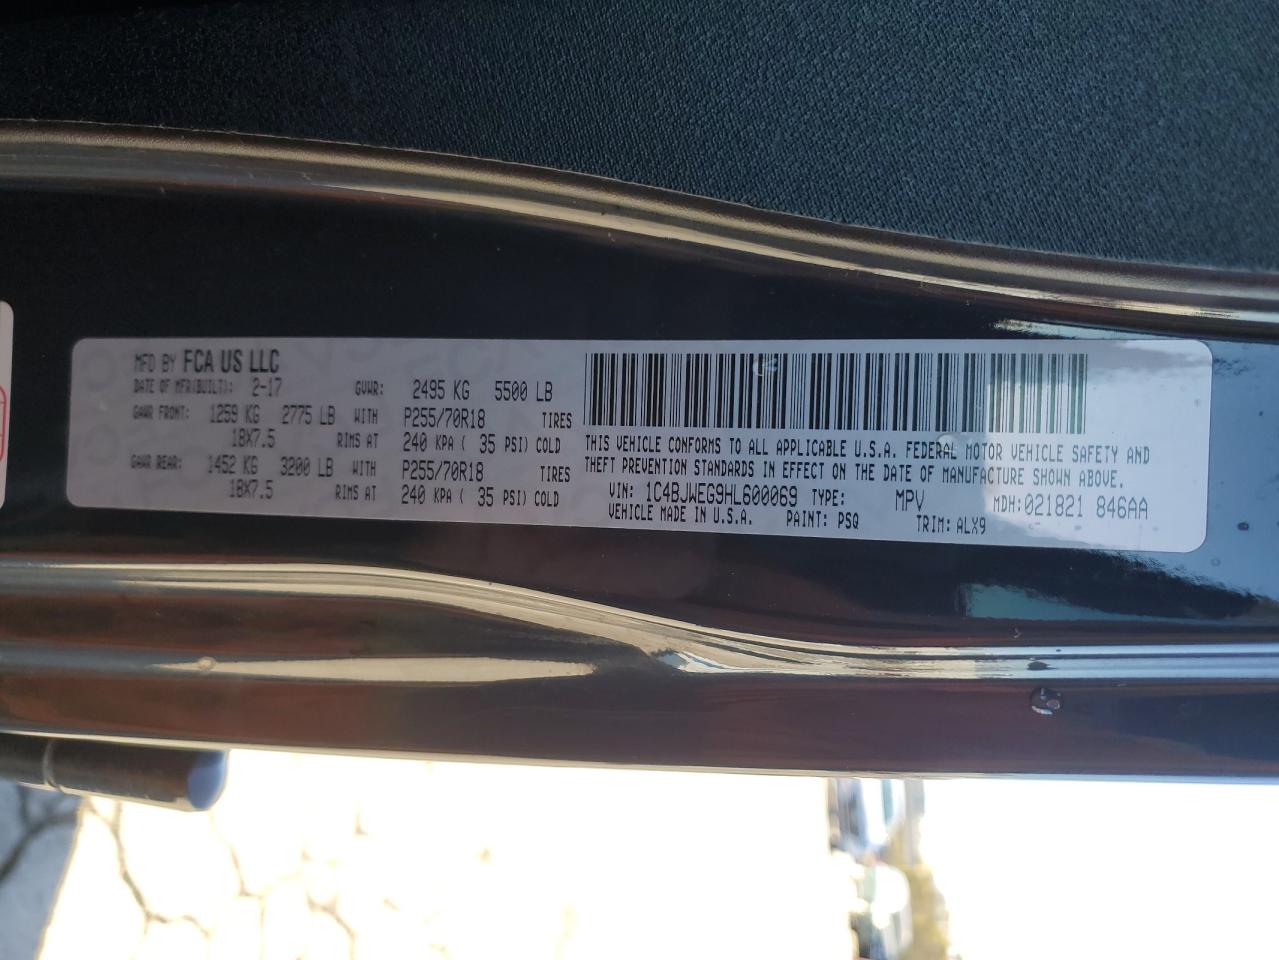 MFD BY FCA US LLC
DATE OF MFR(BUILT): 2-17 GVWR: 2495 KG 5500 LB
GAWR FRONT: 1259 KG 2775 LB WITH P255/70R18 TIRES
18X7.5 RIMS AT 240 KPA ( 35 PSI) COLD
GAWR REAR: 1452 KG 3200 LB WITH P255/70R18 TIRES
18X7.5 RIMS AT 240 KPA ( 35 PSI) COLD
THIS VEHICLE CONFORMS TO ALL APPLICABLE U.S.A. FEDERAL MOTOR VEHICLE SAFETY AND
THEFT PREVENTION STANDARDS IN EFFECT ON THE DATE OF MANUFACTURE SHOWN ABOVE.
VIN: 1C4BJWEG9HL600069 TYPE: MPV MDH:021821 846AA
VEHICLE MADE IN U.S.A. PAINT: PSQ TRIM: ALX9